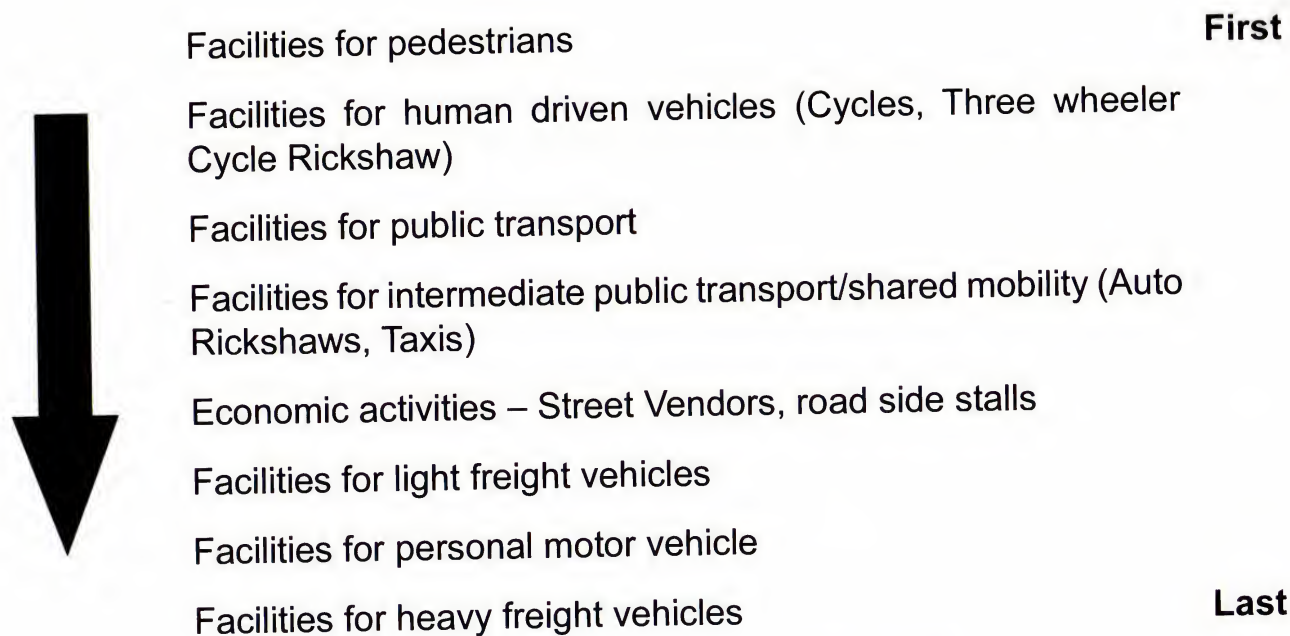 First
Facilities for pedestrians
Facilities for human driven vehicles (Cycles, Three wheeler
Cycle Rickshaw)
Facilities for public transport
Facilities for intermediate public transport/shared mobility (Auto
Rickshaws, Taxis)
Economic activities – Street Vendors, road side stalls
Facilities for light freight vehicles
Facilities for personal motor vehicle
Facilities for heavy freight vehicles
Last